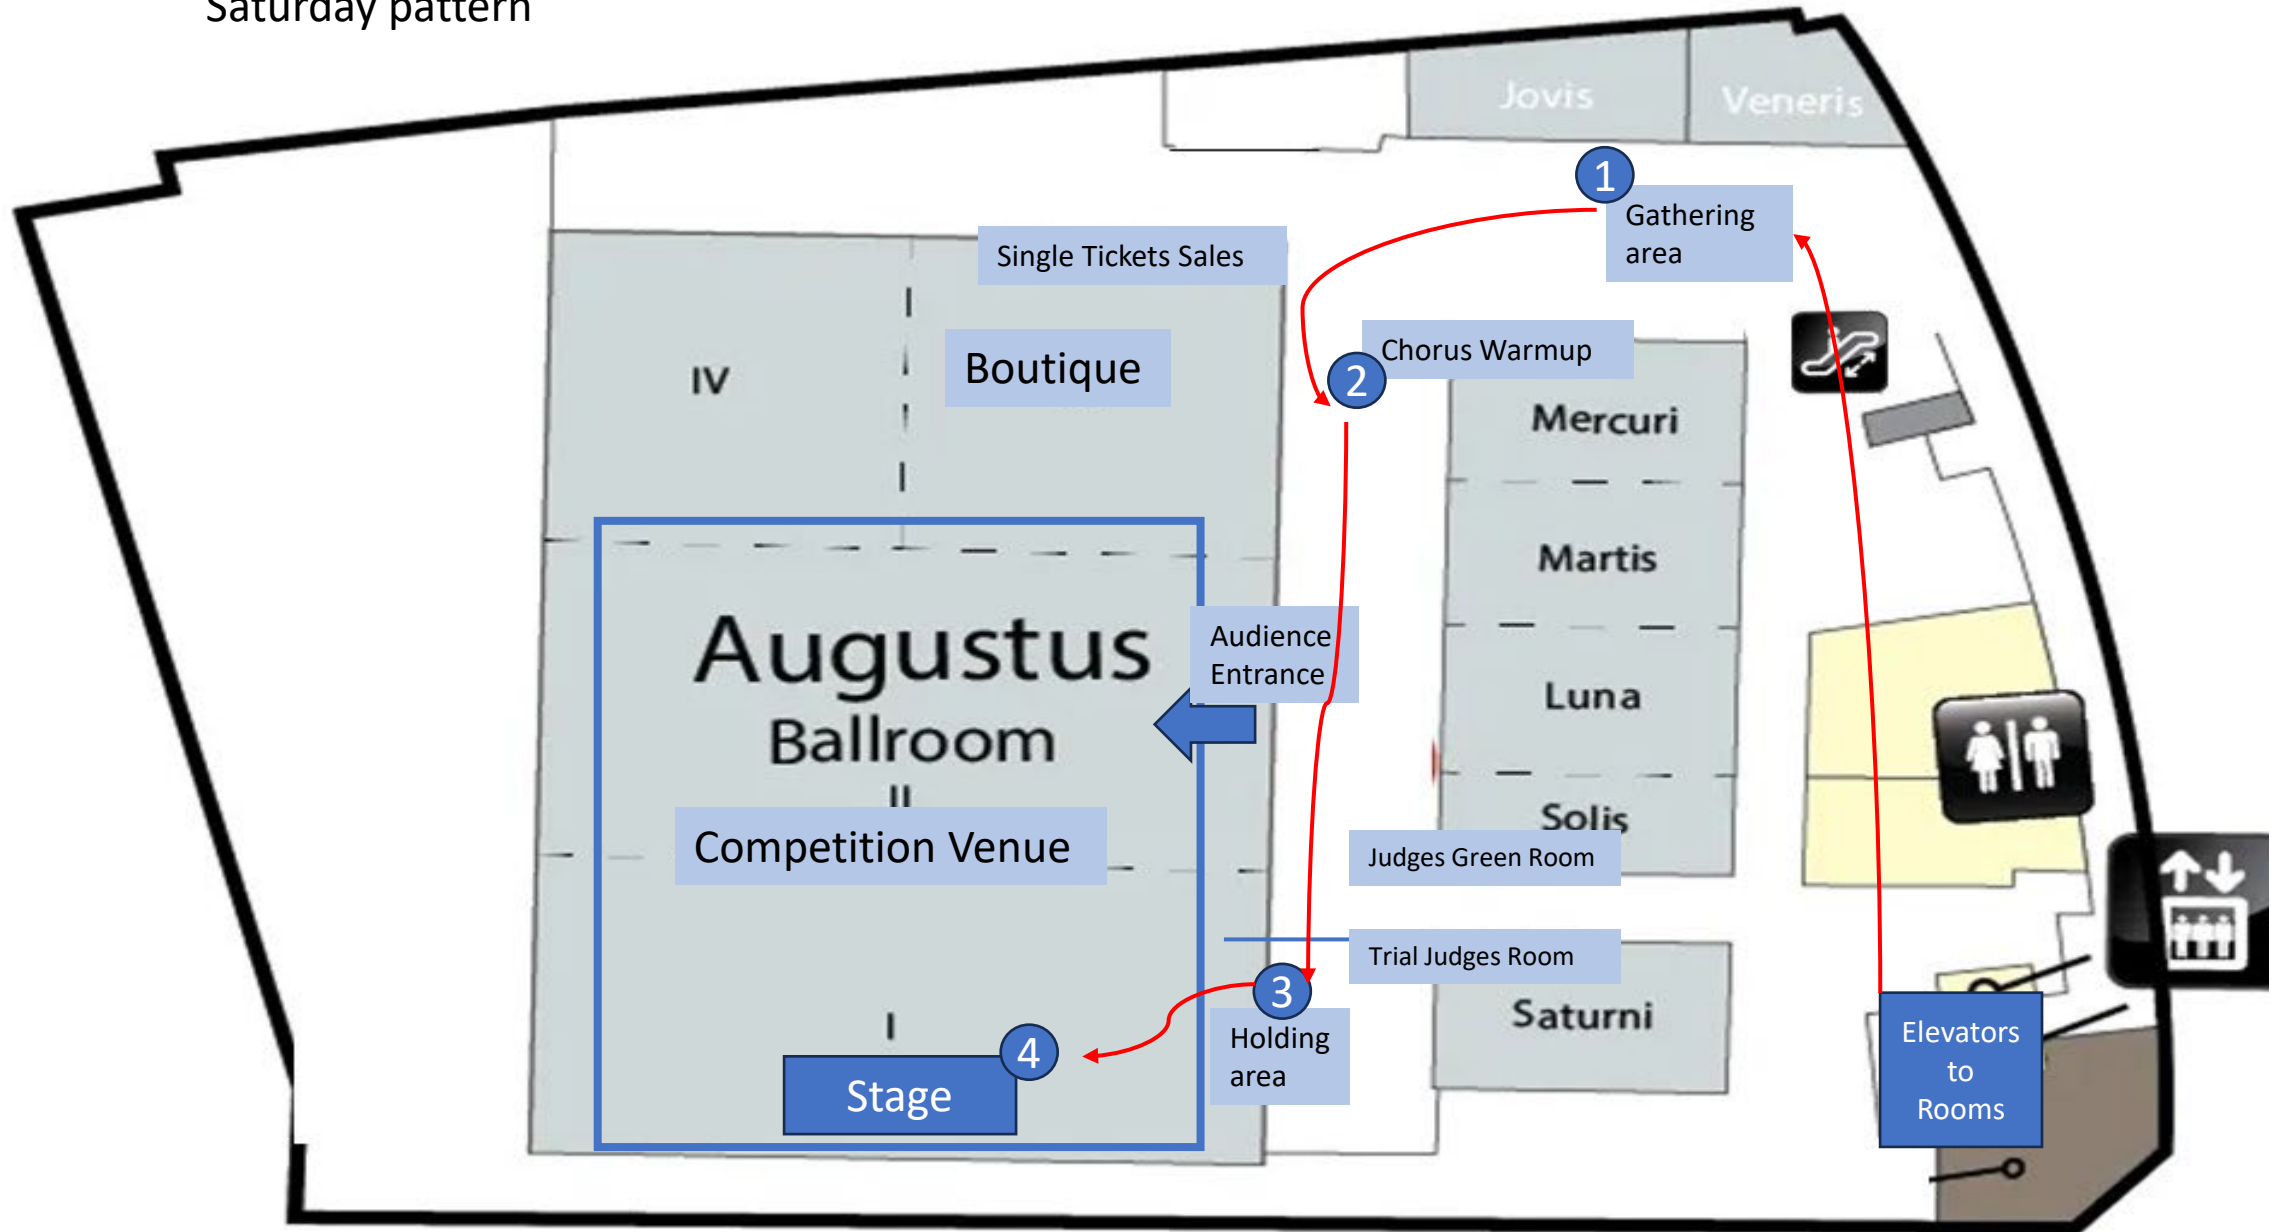 Saturday pattern
Jovis
Veneris
1
Gathering
area
Single Tickets Sales
Chorus Warmup
2
Boutique
IV
Mercuri
Martis
Augustus
Ballroom
II
Audience
Entrance
Luna
Competition Venue
Solis
Judges Green Room
Trial Judges Room
3
Holding
area
Saturni
I
4
Stage
Elevators
to
Rooms